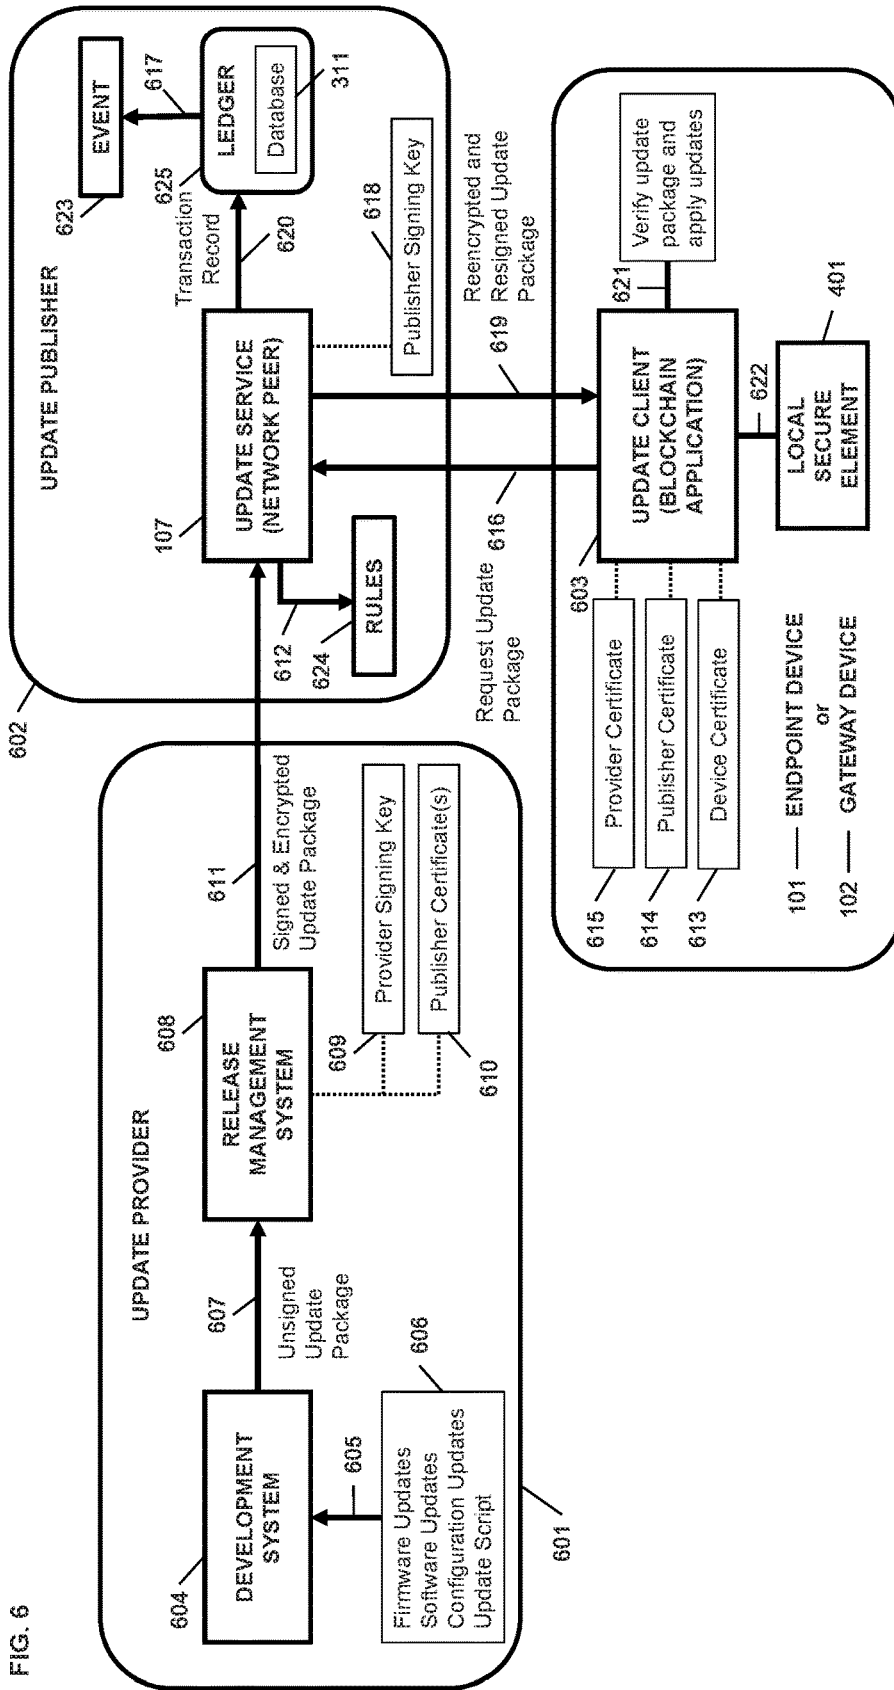 FIG. 6
UPDATE PROVIDER
604
DEVELOPMENT
SYSTEM
605
Firmware Updates
Software Updates
Configuration Updates
Update Script
606
601
607
Unsigned
Update
Package
608
RELEASE
MANAGEMENT
SYSTEM
609
Provider Signing Key
Publisher Certificate(s)
610
611
Signed & Encrypted
Update Package
602
UPDATE PUBLISHER
107
UPDATE SERVICE
(NETWORK PEER)
612
624
RULES
Transaction
Record
620
625
LEDGER
Database
311
617
623
EVENT
618
Publisher Signing Key
Request Update
Package
616
619
Reencrypted and
Resigned Update
Package
603
UPDATE CLIENT
(BLOCKCHAIN
APPLICATION)
621
Verify update
package and
apply updates
622
LOCAL
SECURE
ELEMENT
401
615
Provider Certificate
614
Publisher Certificate
613
Device Certificate
101 — ENDPOINT DEVICE
or
102 — GATEWAY DEVICE